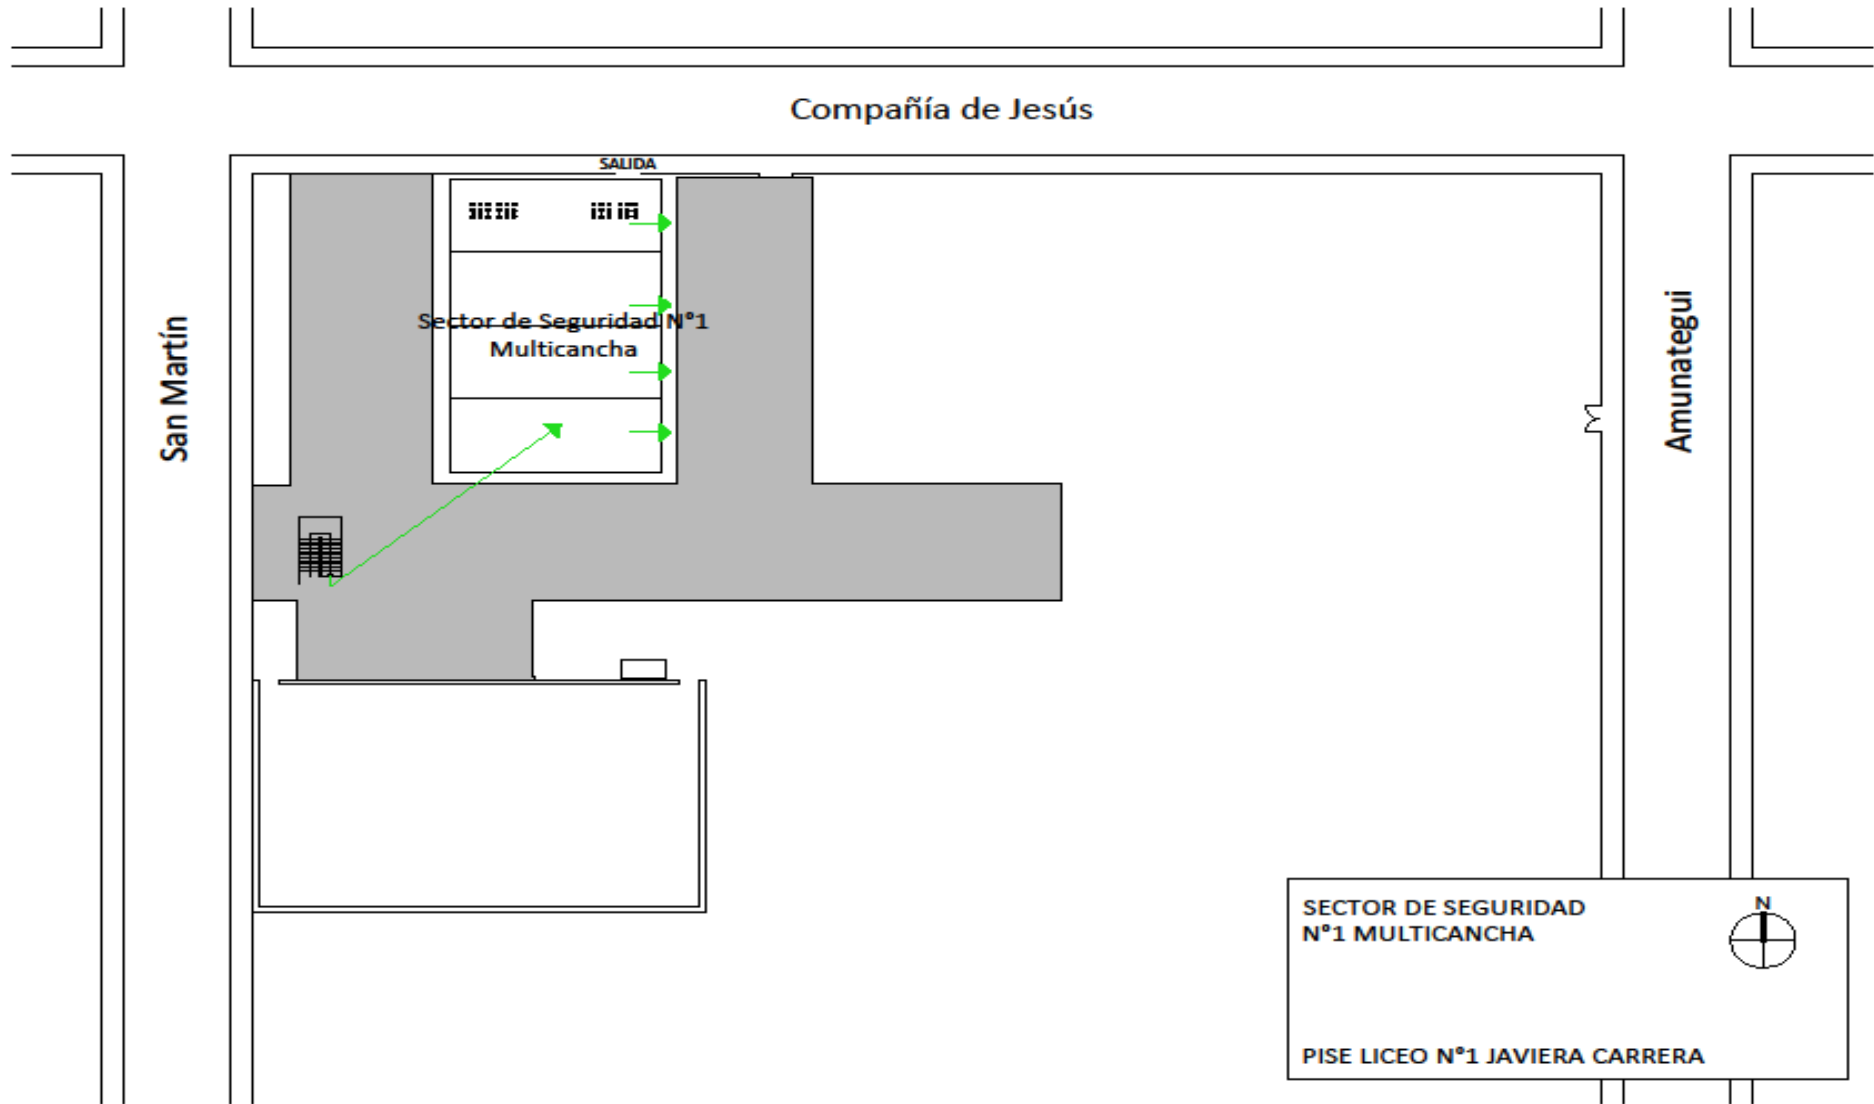 Compañía de Jesús
SALIDA
Sector de Seguridad N°1
Multicancha
San Martín
Amunategui
SECTOR DE SEGURIDAD
N°1 MULTICANCHA
N
PISE LICEO N°1 JAVIERA CARRERA